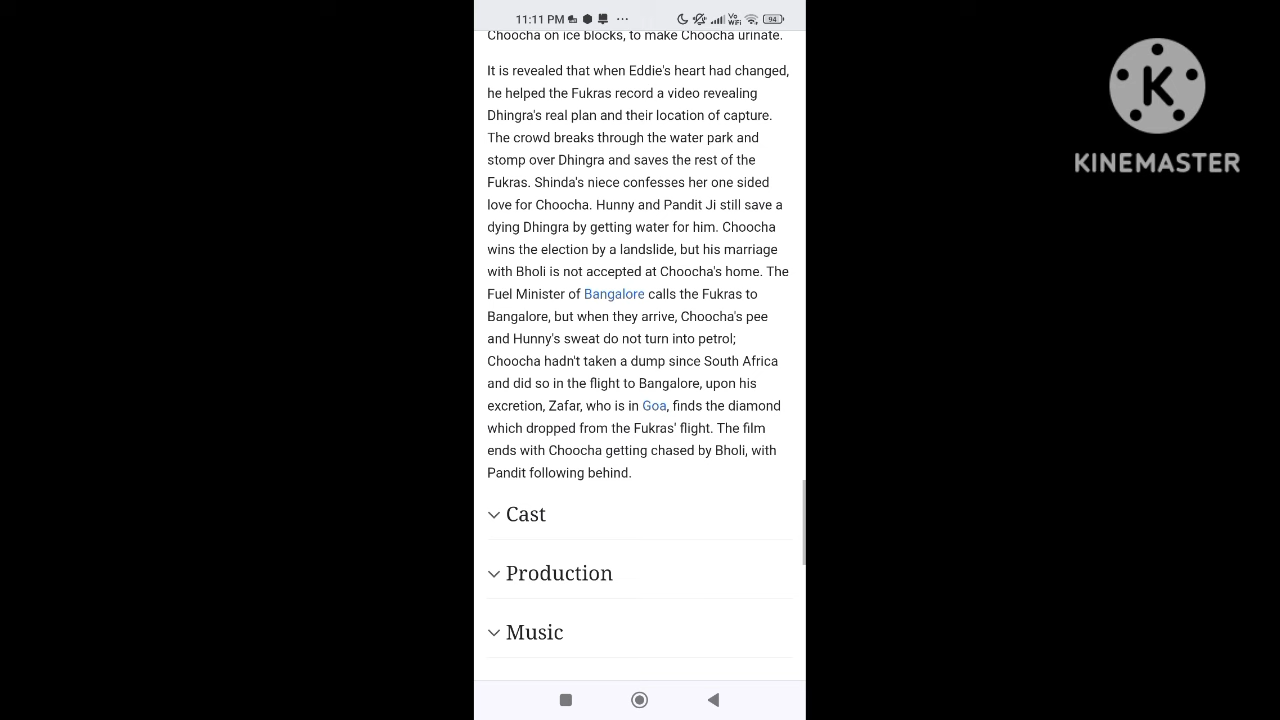 11:11 PM
Vo
WiFi
94
Choocha on ice blocks, to make Choocha urinate.
It is revealed that when Eddie's heart had changed,
he helped the Fukras record a video revealing
Dhingra's real plan and their location of capture.
The crowd breaks through the water park and
stomp over Dhingra and saves the rest of the
Fukras. Shinda's niece confesses her one sided
love for Choocha. Hunny and Pandit Ji still save a
dying Dhingra by getting water for him. Choocha
wins the election by a landslide, but his marriage
with Bholi is not accepted at Choocha's home. The
Fuel Minister of Bangalore calls the Fukras to
Bangalore, but when they arrive, Choocha's pee
and Hunny's sweat do not turn into petrol;
Choocha hadn't taken a dump since South Africa
and did so in the flight to Bangalore, upon his
excretion, Zafar, who is in Goa, finds the diamond
which dropped from the Fukras' flight. The film
ends with Choocha getting chased by Bholi, with
Pandit following behind.
Cast
Production
Music
K
KINEMASTER